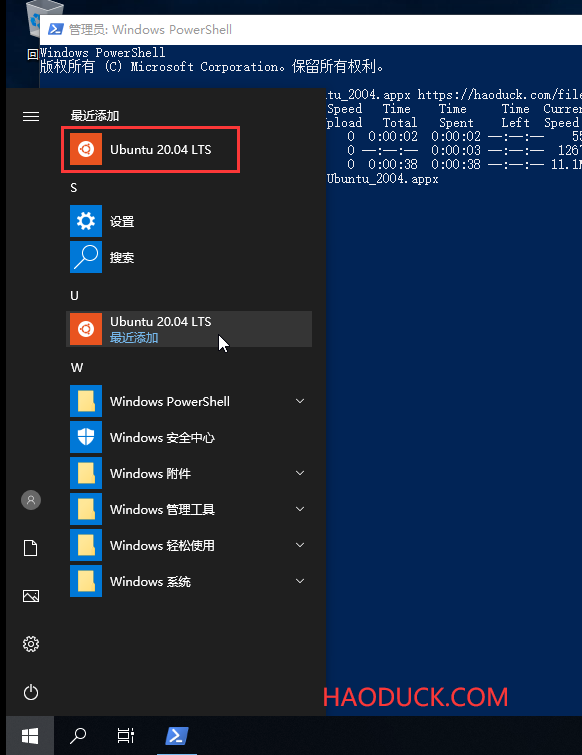 管理员: Windows PowerShell
Windows PowerShell
版权所有 (C) Microsoft Corporation。保留所有权利。
tu_2004.appx https://haoduck.com/file
Speed Time Time Time Curren
pload Total Spent Left Speed
0 0:00:02 0:00:02 --:--:-- 55
0 --:--:-- 0:00:03 --:--:-- 1267
0 0:00:38 0:00:38 --:--:-- 11.1M
Ubuntu_2004.appx
最近添加
Ubuntu 20.04 LTS
S
设置
搜索
U
Ubuntu 20.04 LTS
最近添加
W
Windows PowerShell
Windows 安全中心
Windows 附件
Windows 管理工具
Windows 轻松使用
Windows 系统
HAODUCK.COM